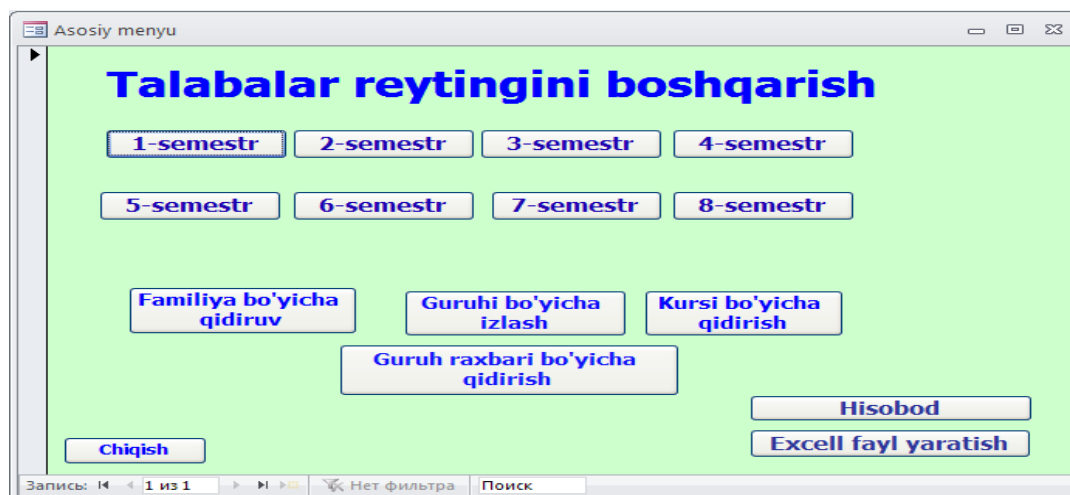 Asosiy menyu
Talabalar reytingini boshqarish
1-semestr 2-semestr 3-semestr 4-semestr
5-semestr 6-semestr 7-semestr 8-semestr
Familiya bo'yicha
qidiruv
Guruhi bo'yicha
izlash
Kursi bo'yicha
qidirish
Guruh raxbari bo'yicha
qidirish
Hisobod
Excell fayl yaratish
Chiqish
Запись: 1 из 1 Нет фильтра Поиск